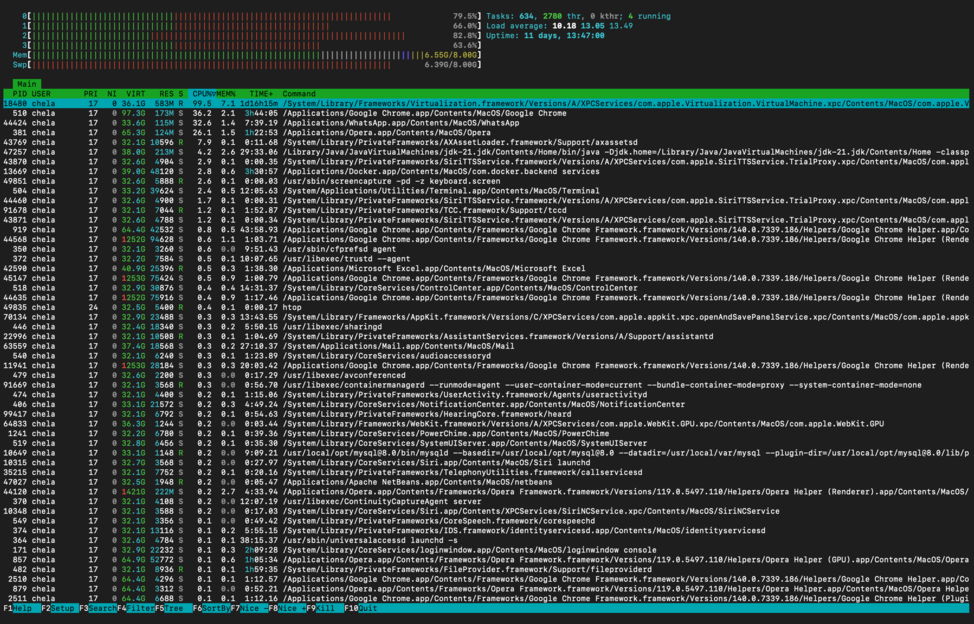 0[ 79.5%] Tasks: 634, 2780 thr, 0 kthr; 4 running
1[ 66.0%] Load average: 10.18 13.05 13.49
2[ 82.8%] Uptime: 11 days, 13:47:00
3[ 63.6%]
Mem[ 6.55G/8.00G]
Swp[ 6.39G/8.00G]
Main
PID USER PRI NI VIRT RES S CPU%▽MEM% TIME+ Command
18480 chela 17 0 36.1G 583M R 99.5 7.1 1d16h15m /System/Library/Frameworks/Virtualization.framework/Versions/A/XPCServices/com.apple.Virtualization.VirtualMachine.xpc/Contents/MacOS/com.apple.V
510 chela 17 0 97.3G 173M S 36.2 2.1 3h44:05 /Applications/Google Chrome.app/Contents/MacOS/Google Chrome
44424 chela 17 0 33.6G 115M S 32.6 1.4 7:39.19 /Applications/WhatsApp.app/Contents/MacOS/WhatsApp
381 chela 17 0 65.3G 124M S 26.1 1.5 1h22:53 /Applications/Opera.app/Contents/MacOS/Opera
43769 chela 17 0 32.1G 10596 R 7.9 0.1 0:11.68 /System/Library/PrivateFrameworks/AXAssetLoader.framework/Support/axassetsd
47257 chela 17 0 38.0G 213M S 4.2 2.6 29:33.06 /Library/Java/JavaVirtualMachines/jdk-21.jdk/Contents/Home/bin/java -Djdk.home=/Library/Java/JavaVirtualMachines/jdk-21.jdk/Contents/Home -classp
43870 chela 17 0 32.6G 4904 S 2.9 0.1 0:00.35 /System/Library/PrivateFrameworks/SiriTTSService.framework/Versions/A/XPCServices/com.apple.SiriTTSService.TrialProxy.xpc/Contents/MacOS/com.apple
13669 chela 17 0 39.0G 48120 S 2.8 0.6 3h30:57 /Applications/Docker.app/Contents/MacOS/com.docker.backend services
49851 chela 17 0 32.6G 5888 R 2.6 0.1 0:00.03 /usr/sbin/screencapture -pd -z keyboard.screen
504 chela 17 0 33.2G 39624 S 2.4 0.5 12:05.63 /System/Applications/Utilities/Terminal.app/Contents/MacOS/Terminal
44460 chela 17 0 32.6G 4900 S 1.7 0.1 0:00.31 /System/Library/PrivateFrameworks/SiriTTSService.framework/Versions/A/XPCServices/com.apple.SiriTTSService.TrialProxy.xpc/Contents/MacOS/com.apple
91678 chela 17 0 32.1G 7044 R 1.2 0.1 1:52.87 /System/Library/PrivateFrameworks/TCC.framework/Support/tccd
43871 chela 17 0 32.6G 4788 S 1.2 0.1 0:00.34 /System/Library/PrivateFrameworks/SiriTTSService.framework/Versions/A/XPCServices/com.apple.SiriTTSService.TrialProxy.xpc/Contents/MacOS/com.apple
919 chela 17 0 64.4G 42532 S 0.8 0.5 43:58.93 /Applications/Google Chrome.app/Contents/Frameworks/Google Chrome Framework.framework/Versions/140.0.7339.186/Helpers/Google Chrome Helper.app/Co
44568 chela 17 0 1252G 94628 S 0.6 1.1 1:03.71 /Applications/Google Chrome.app/Contents/Frameworks/Google Chrome Framework.framework/Versions/140.0.7339.186/Helpers/Google Chrome Helper (Rende
350 chela 17 0 32.1G 3260 S 0.6 0.0 9:51.43 /usr/sbin/cfprefsd agent
372 chela 17 0 32.2G 7584 S 0.5 0.1 10:07.65 /usr/libexec/trustd --agent
42590 chela 17 0 40.9G 25396 R 0.5 0.3 1:38.30 /Applications/Microsoft Excel.app/Contents/MacOS/Microsoft Excel
45147 chela 17 0 1253G 75424 S 0.5 0.9 1:00.79 /Applications/Google Chrome.app/Contents/Frameworks/Google Chrome Framework.framework/Versions/140.0.7339.186/Helpers/Google Chrome Helper (Rende
518 chela 17 0 32.9G 30876 S 0.4 0.4 14:31.37 /System/Library/CoreServices/ControlCenter.app/Contents/MacOS/ControlCenter
44635 chela 17 0 1252G 75916 S 0.4 0.9 1:17.46 /Applications/Google Chrome.app/Contents/Frameworks/Google Chrome Framework.framework/Versions/140.0.7339.186/Helpers/Google Chrome Helper (Rende
49835 chela 24 0 32.5G 5400 R 0.4 0.1 0:00.17 htop
70134 chela 17 0 32.9G 23488 S 0.3 0.3 13:43.55 /System/Library/Frameworks/AppKit.framework/Versions/C/XPCServices/com.apple.appkit.xpc.openAndSavePanelService.xpc/Contents/MacOS/com.apple.appk
446 chela 17 0 32.4G 18340 S 0.3 0.2 5:50.15 /usr/libexec/sharingd
22996 chela 17 0 32.1G 10508 R 0.3 0.1 1:04.69 /System/Library/PrivateFrameworks/AssistantServices.framework/Versions/A/Support/assistantd
63559 chela 17 0 37.4G 18568 S 0.3 0.2 27:10.37 /System/Applications/Mail.app/Contents/MacOS/Mail
540 chela 17 0 32.1G 6240 S 0.3 0.1 1:23.89 /System/Library/CoreServices/audioaccessoryd
11941 chela 17 0 1253G 28184 S 0.3 0.3 20:03.42 /Applications/Google Chrome.app/Contents/Frameworks/Google Chrome Framework.framework/Versions/140.0.7339.186/Helpers/Google Chrome Helper (Rende
479 chela 17 0 32.6G 2200 S 0.3 0.0 0:17.29 /usr/libexec/avconferenced
91669 chela 17 0 32.1G 3568 R 0.3 0.0 0:56.70 /usr/libexec/containermanagerd --runmode=agent --user-container-mode=current --bundle-container-mode=proxy --system-container-mode=none
474 chela 17 0 32.1G 4400 S 0.2 0.1 1:15.06 /System/Library/PrivateFrameworks/UserActivity.framework/Agents/useractivityd
406 chela 17 0 33.1G 21572 S 0.2 0.3 4:49.24 /System/Library/CoreServices/NotificationCenter.app/Contents/MacOS/NotificationCenter
99417 chela 17 0 32.1G 6792 S 0.2 0.1 0:54.63 /System/Library/PrivateFrameworks/HearingCore.framework/heard
64833 chela 17 0 36.3G 1244 S 0.2 0.0 0:03.44 /System/Library/Frameworks/WebKit.framework/Versions/A/XPCServices/com.apple.WebKit.GPU.xpc/Contents/MacOS/com.apple.WebKit.GPU
1241 chela 17 0 32.2G 6780 S 0.2 0.1 0:39.36 /System/Library/CoreServices/PowerChime.app/Contents/MacOS/PowerChime
519 chela 17 0 32.8G 6456 S 0.2 0.1 0:35.30 /System/Library/CoreServices/SystemUIServer.app/Contents/MacOS/SystemUIServer
10649 chela 17 0 33.1G 1148 R 0.2 0.0 9:09.21 /usr/local/opt/mysql@8.0/bin/mysqld --basedir=/usr/local/opt/mysql@8.0 --datadir=/usr/local/var/mysql --plugin-dir=/usr/local/opt/mysql@8.0/lib/p
10315 chela 17 0 32.7G 3568 S 0.2 0.0 0:27.97 /System/Library/CoreServices/Siri.app/Contents/MacOS/Siri launchd
35215 chela 17 0 32.1G 7752 S 0.2 0.1 0:20.16 /System/Library/PrivateFrameworks/TelephonyUtilities.framework/callservicesd
47027 chela 17 0 32.5G 1948 R 0.2 0.0 0:05.47 /Applications/Apache NetBeans.app/Contents/MacOS/netbeans
44120 chela 17 0 1421G 222M S 0.2 2.7 4:33.94 /Applications/Opera.app/Contents/Frameworks/Opera Framework.framework/Versions/119.0.5497.110/Helpers/Opera Helper (Renderer).app/Contents/MacOS/
370 chela 17 0 32.1G 4108 S 0.2 0.0 12:07.19 /usr/libexec/ContinuityCaptureAgent server
10348 chela 17 0 32.1G 3588 S 0.2 0.0 0:17.03 /System/Library/CoreServices/Siri.app/Contents/XPCServices/SiriNCService.xpc/Contents/MacOS/SiriNCService
549 chela 17 0 32.1G 3356 S 0.1 0.0 0:49.42 /System/Library/PrivateFrameworks/CoreSpeech.framework/corespeechd
374 chela 17 0 32.1G 13116 S 0.1 0.2 5:55.15 /System/Library/PrivateFrameworks/IDS.framework/identityservicesd.app/Contents/MacOS/identityservicesd
364 chela 17 0 32.6G 4784 S 0.1 0.1 38:15.37 /usr/sbin/universalaccessd launchd -s
171 chela 17 0 32.9G 22232 S 0.1 0.3 2h09:28 /System/Library/CoreServices/loginwindow.app/Contents/MacOS/loginwindow console
857 chela 17 0 64.9G 52772 S 0.1 0.6 1h05:34 /Applications/Opera.app/Contents/Frameworks/Opera Framework.framework/Versions/119.0.5497.110/Helpers/Opera Helper (GPU).app/Contents/MacOS/Opera
482 chela 17 0 32.1G 8936 R 0.1 0.1 1h59:35 /System/Library/PrivateFrameworks/FileProvider.framework/Support/fileproviderd
2510 chela 17 0 64.4G 4296 S 0.1 0.1 1:12.57 /Applications/Google Chrome.app/Contents/Frameworks/Google Chrome Framework.framework/Versions/140.0.7339.186/Helpers/Google Chrome Helper.app/Co
879 chela 17 0 64.4G 3312 S 0.1 0.0 0:52.21 /Applications/Opera.app/Contents/Frameworks/Opera Framework.framework/Versions/119.0.5497.110/Helpers/Opera Helper.app/Contents/MacOS/Opera Helpe
2511 chela 17 0 64.4G 6688 S 0.1 0.1 1:12.16 /Applications/Google Chrome.app/Contents/Frameworks/Google Chrome Framework.framework/Versions/140.0.7339.186/Helpers/Google Chrome Helper (Plugi
F1Help F2Setup F3SearchF4FilterF5Tree F6SortByF7Nice -F8Nice +F9Kill F10Quit